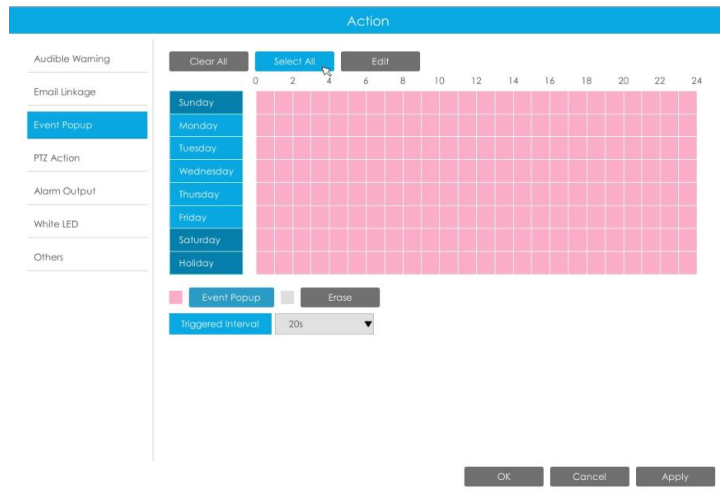 Action
Audible Warning
Email Linkage
Event Popup
PTZ Action
Alarm Output
White LED
Others
Clear All Select All Edit
0 2 4 6 8 10 12 14 16 18 20 22 24
Sunday
Monday
Tuesday
Wednesday
Thursday
Friday
Saturday
Holiday
Event Popup Erase
Triggered Interval 20s
OK Cancel Apply